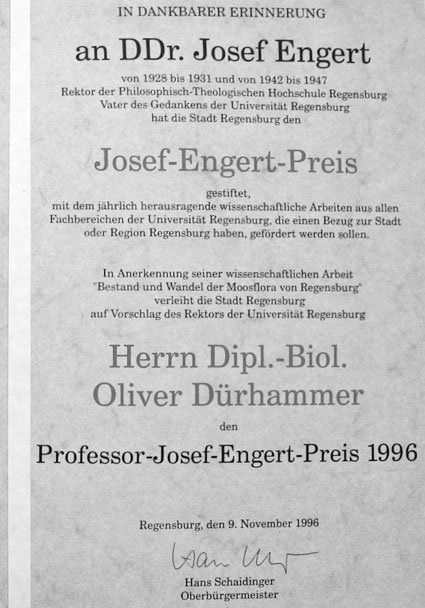 IN DANKBARER ERINNERUNG
an DDr. Josef Engert
von 1928 bis 1931 und von 1942 bis 1947
Rektor der Philosophisch-Theologischen Hochschule Regensburg
Vater des Gedankens der Universität Regensburg
hat die Stadt Regensburg den
Josef-Engert-Preis
gestiftet,
mit dem jährlich herausragende wissenschaftliche Arbeiten aus allen
Fachbereichen der Universität Regensburg, die einen Bezug zur Stadt
oder Region Regensburg haben, gefördert werden sollen.
In Anerkennung seiner wissenschaftlichen Arbeit
"Bestand und Wandel der Moosflora von Regensburg"
verleiht die Stadt Regensburg
auf Vorschlag des Rektors der Universität Regensburg
Herrn Dipl.-Biol.
Oliver Dürhammer
den
Professor-Josef-Engert-Preis 1996
Regensburg, den 9. November 1996
Hans Schaidinger
Oberbürgermeister